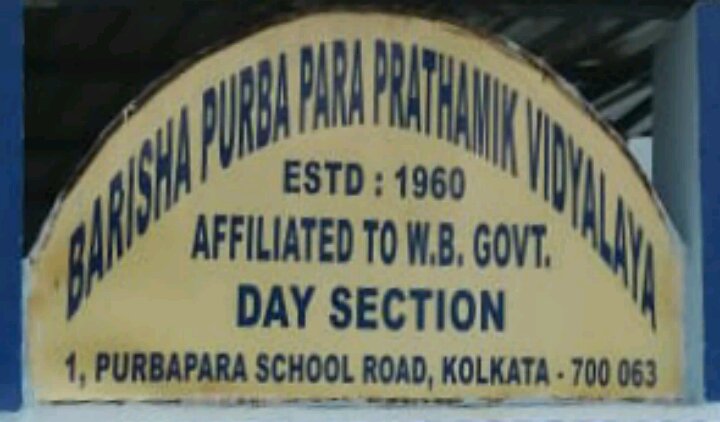 BARISHA PURBA PARA PRATHAMIK VIDYALAYA
ESTD : 1960
AFFILIATED TO W.B. GOVT.
DAY SECTION
1, PURBAPARA SCHOOL ROAD, KOLKATA - 700 063